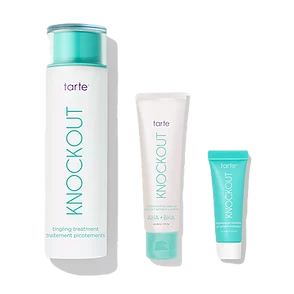 tarte
KNOCKOUT
tingling treatment
traitement picotements
tarte
KNOCKOUT
AHA + BHA
tarte
KNOCKOUT